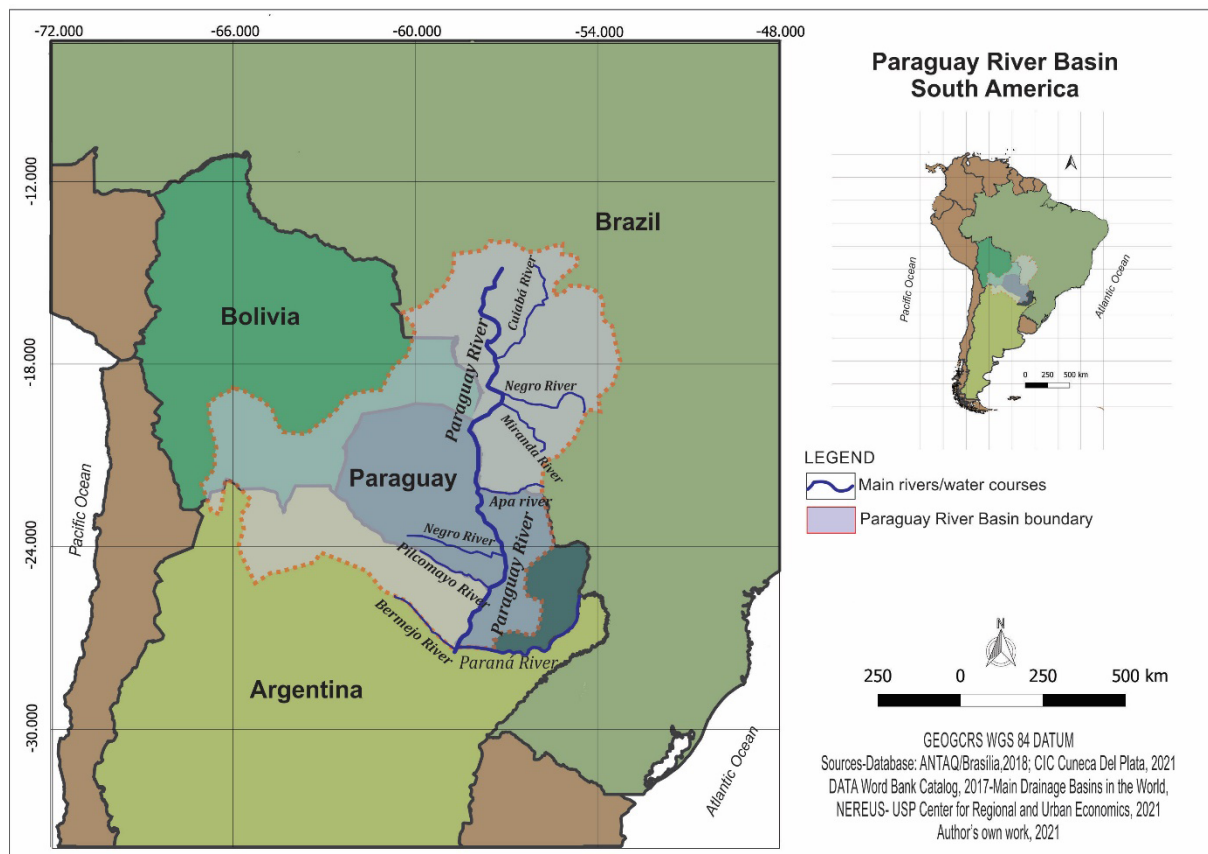 -72.000
-66.000
-60.000
-54.000
-48.000
-12.000
-18.000
-24.000
-30.000
Brazil
Bolivia
Paraguay
Argentina
Pacific Ocean
Atlantic Ocean
Cuiabá River
Paraguay River
Negro River
Miranda River
Apa river
Negro River
Pilcomayo River
Paraguay River
Bermejo River
Paraná River
Paraguay River Basin
South America
Pacific Ocean
Atlantic Ocean
0 250 500 km
LEGEND
Main rivers/water courses
Paraguay River Basin boundary
N
250 0 250 500 km
GEOGCRS WGS 84 DATUM
Sources-Database: ANTAQ/Brasília,2018; CIC Cuneca Del Plata, 2021
DATA Word Bank Catalog, 2017-Main Drainage Basins in the World,
NEREUS- USP Center for Regional and Urban Economics, 2021
Author's own work, 2021